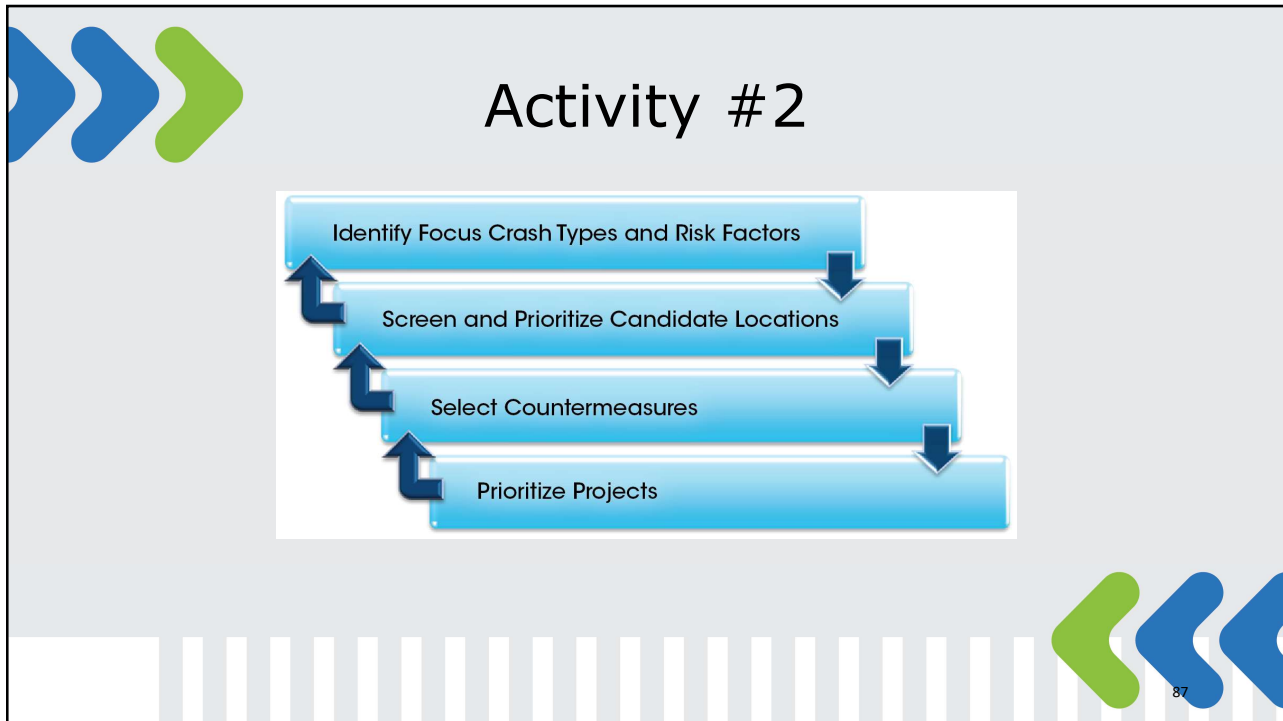 Activity #2
Identify Focus Crash Types and Risk Factors
Screen and Prioritize Candidate Locations
Select Countermeasures
Prioritize Projects
87